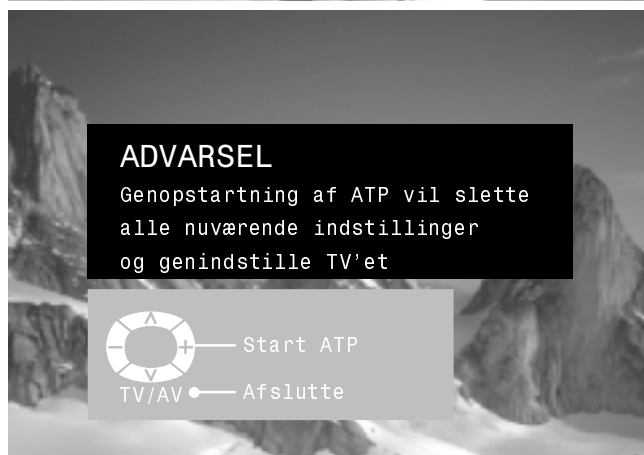 ADVARSEL
Genopstartning af ATP vil slette
alle nuværende indstillinger
og genindstille TV’et
Start ATP
TV/AV Afslutte